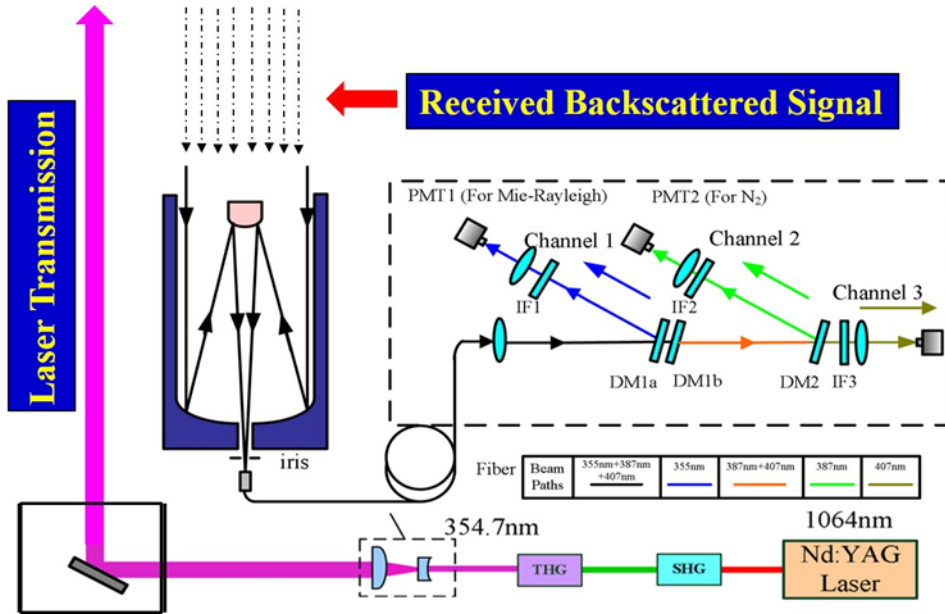 Laser Transmission
Received Backscattered Signal
PMT1 (For Mie-Rayleigh)
PMT2 (For N₂)
Channel 1
Channel 2
Channel 3
IF1
IF2
DM1a
DM1b
DM2
IF3
iris
Fiber
Beam Paths
355nm+387nm+407nm
355nm
387nm+407nm
387nm
407nm
354.7nm
1064nm
THG
SHG
Nd:YAG
Laser